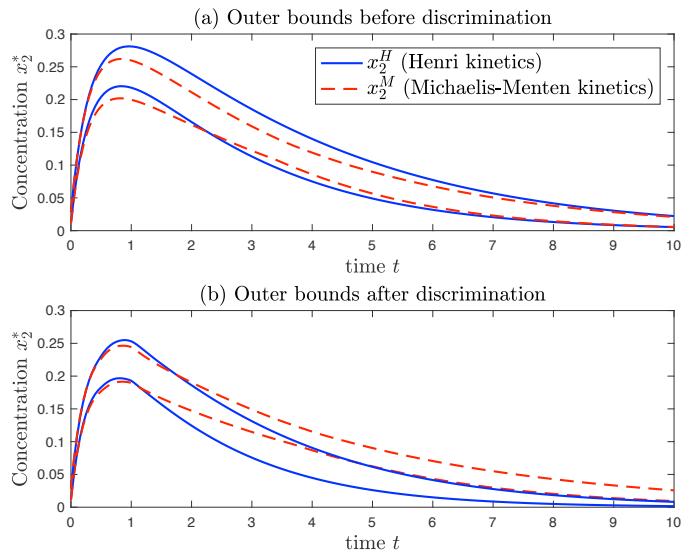 (a) Outer bounds before discrimination
0.3
0.25
0.2
0.15
0.1
0.05
0
Concentration x₂*
x₂ᴴ (Henri kinetics)
x₂ᴹ (Michaelis-Menten kinetics)
0 1 2 3 4 5 6 7 8 9 10
time t
(b) Outer bounds after discrimination
0.3
0.25
0.2
0.15
0.1
0.05
0
Concentration x₂*
0 1 2 3 4 5 6 7 8 9 10
time t